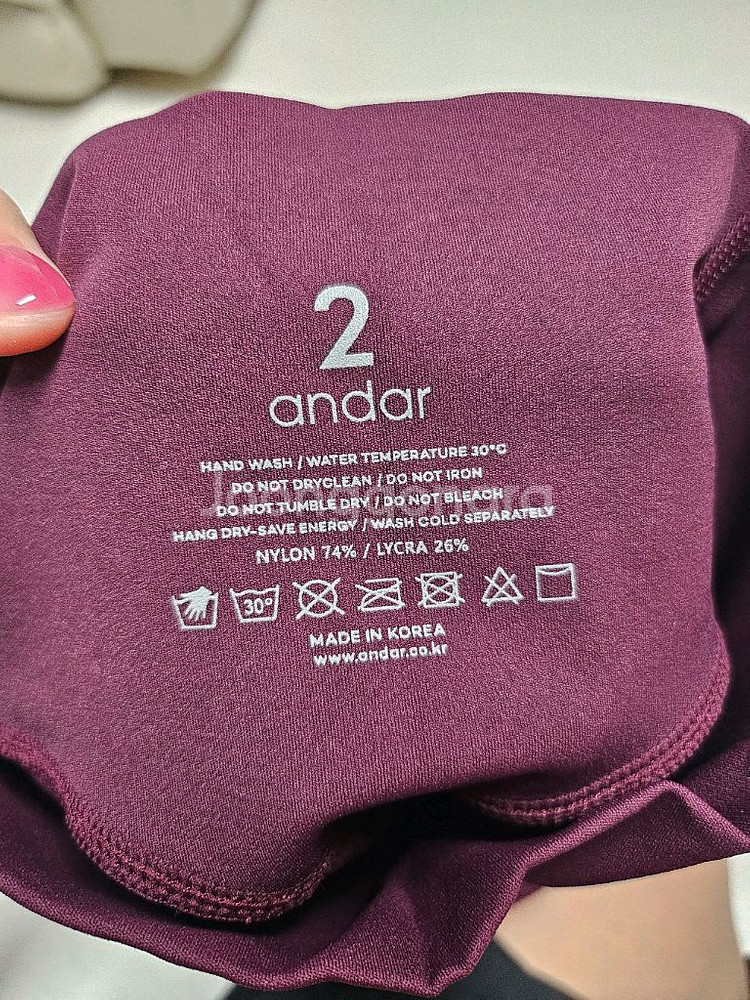 2
andar
HAND WASH / WATER TEMPERATURE 30°C
DO NOT DRYCLEAN / DO NOT IRON
DO NOT TUMBLE DRY / DO NOT BLEACH
HANG DRY-SAVE ENERGY / WASH COLD SEPARATELY
NYLON 74% / LYCRA 26%
30°
MADE IN KOREA
www.andar.co.kr